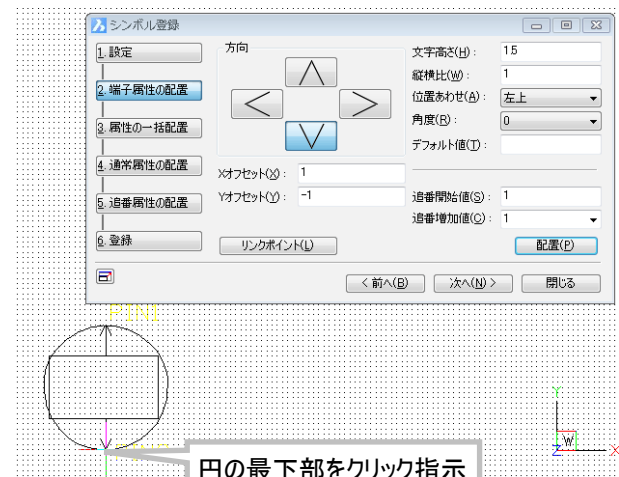 シンボル登録
1. 設定
2. 端子属性の配置
3. 属性の一括配置
4. 通常属性の配置
5. 追番属性の配置
6. 登録
方向
Xオフセット(X): 1
Yオフセット(Y): -1
リンクポイント(L)
文字高さ(H): 1.5
縦横比(W): 1
位置あわせ(A): 左上
角度(R): 0
デフォルト値(T):
追番開始値(S): 1
追番増加値(C): 1
配置(P)
< 前へ(B) 次へ(N) > 閉じる
PIN1
円の最下部をクリック指示
Y
W
Z X